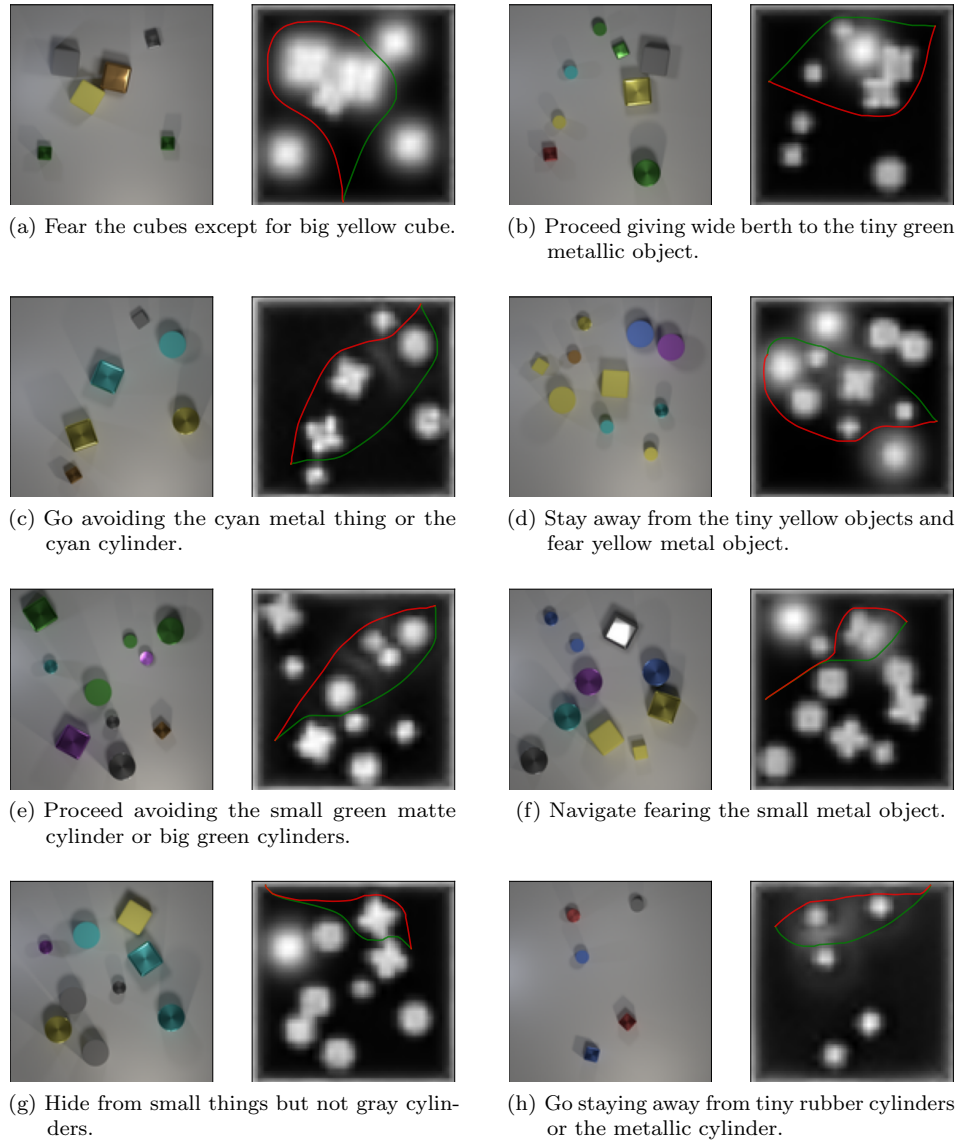 (a) Fear the cubes except for big yellow cube.
(b) Proceed giving wide berth to the tiny green
metallic object.
(c) Go avoiding the cyan metal thing or the
cyan cylinder.
(d) Stay away from the tiny yellow objects and
fear yellow metal object.
(e) Proceed avoiding the small green matte
cylinder or big green cylinders.
(f) Navigate fearing the small metal object.
(g) Hide from small things but not gray cylin-
ders.
(h) Go staying away from tiny rubber cylinders
or the metallic cylinder.